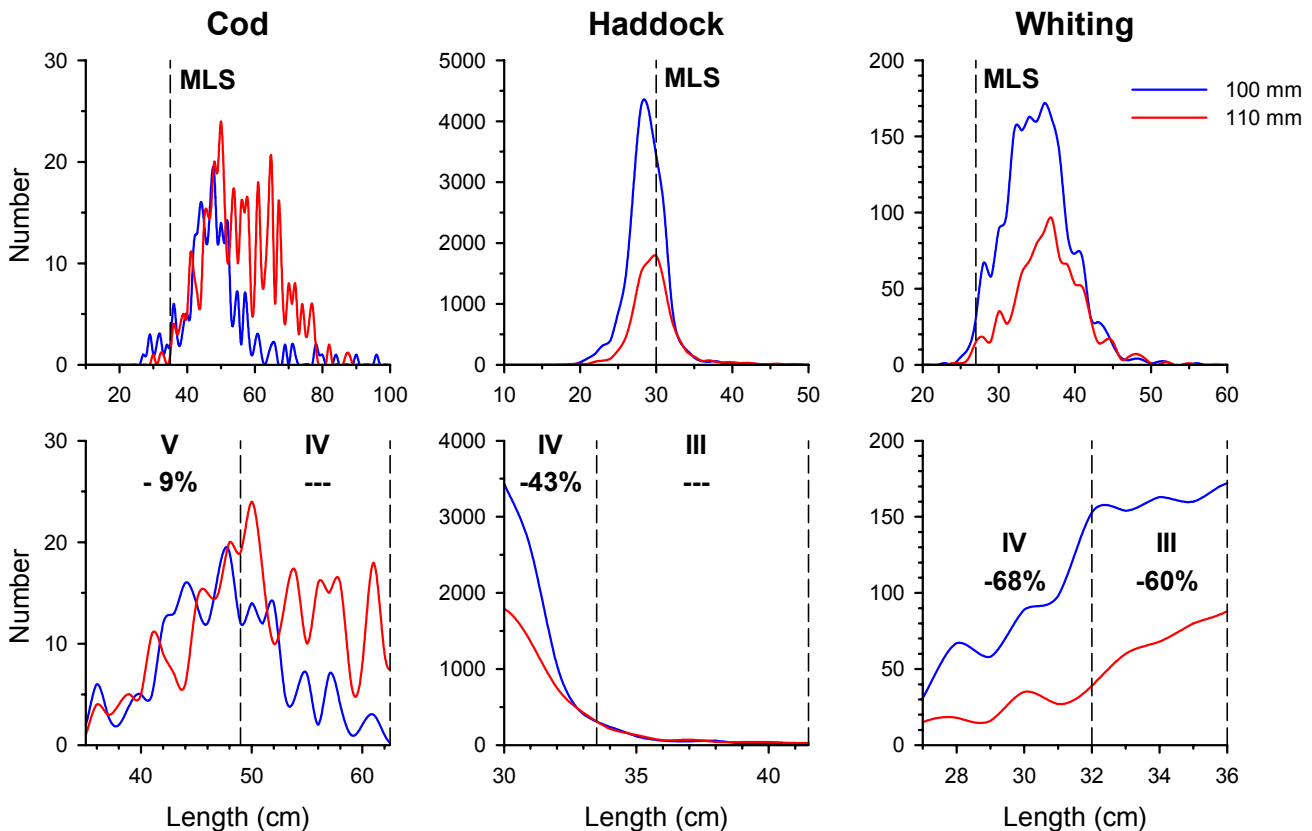 Cod
Haddock
Whiting
30
20
10
0
Number
MLS
20 40 60 80 100
5000
4000
3000
2000
1000
0
MLS
10 20 30 40 50
200
150
100
50
0
MLS
20 30 40 50 60
100 mm
110 mm
30
20
10
0
Number
V
- 9%
IV
---
40 50 60
Length (cm)
4000
3000
2000
1000
0
IV
-43%
III
---
30 35 40
Length (cm)
200
150
100
50
0
IV
-68%
III
-60%
28 30 32 34 36
Length (cm)